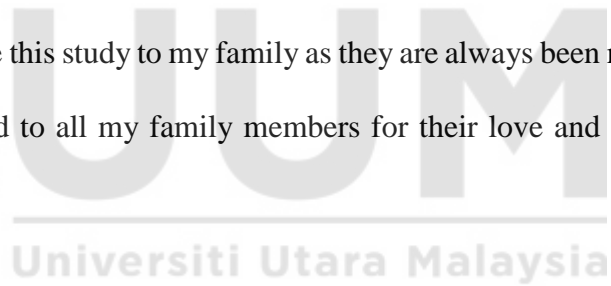 UUM
this study to my family as they are always been
to all my family members for their love and
Universiti Utara Malaysia